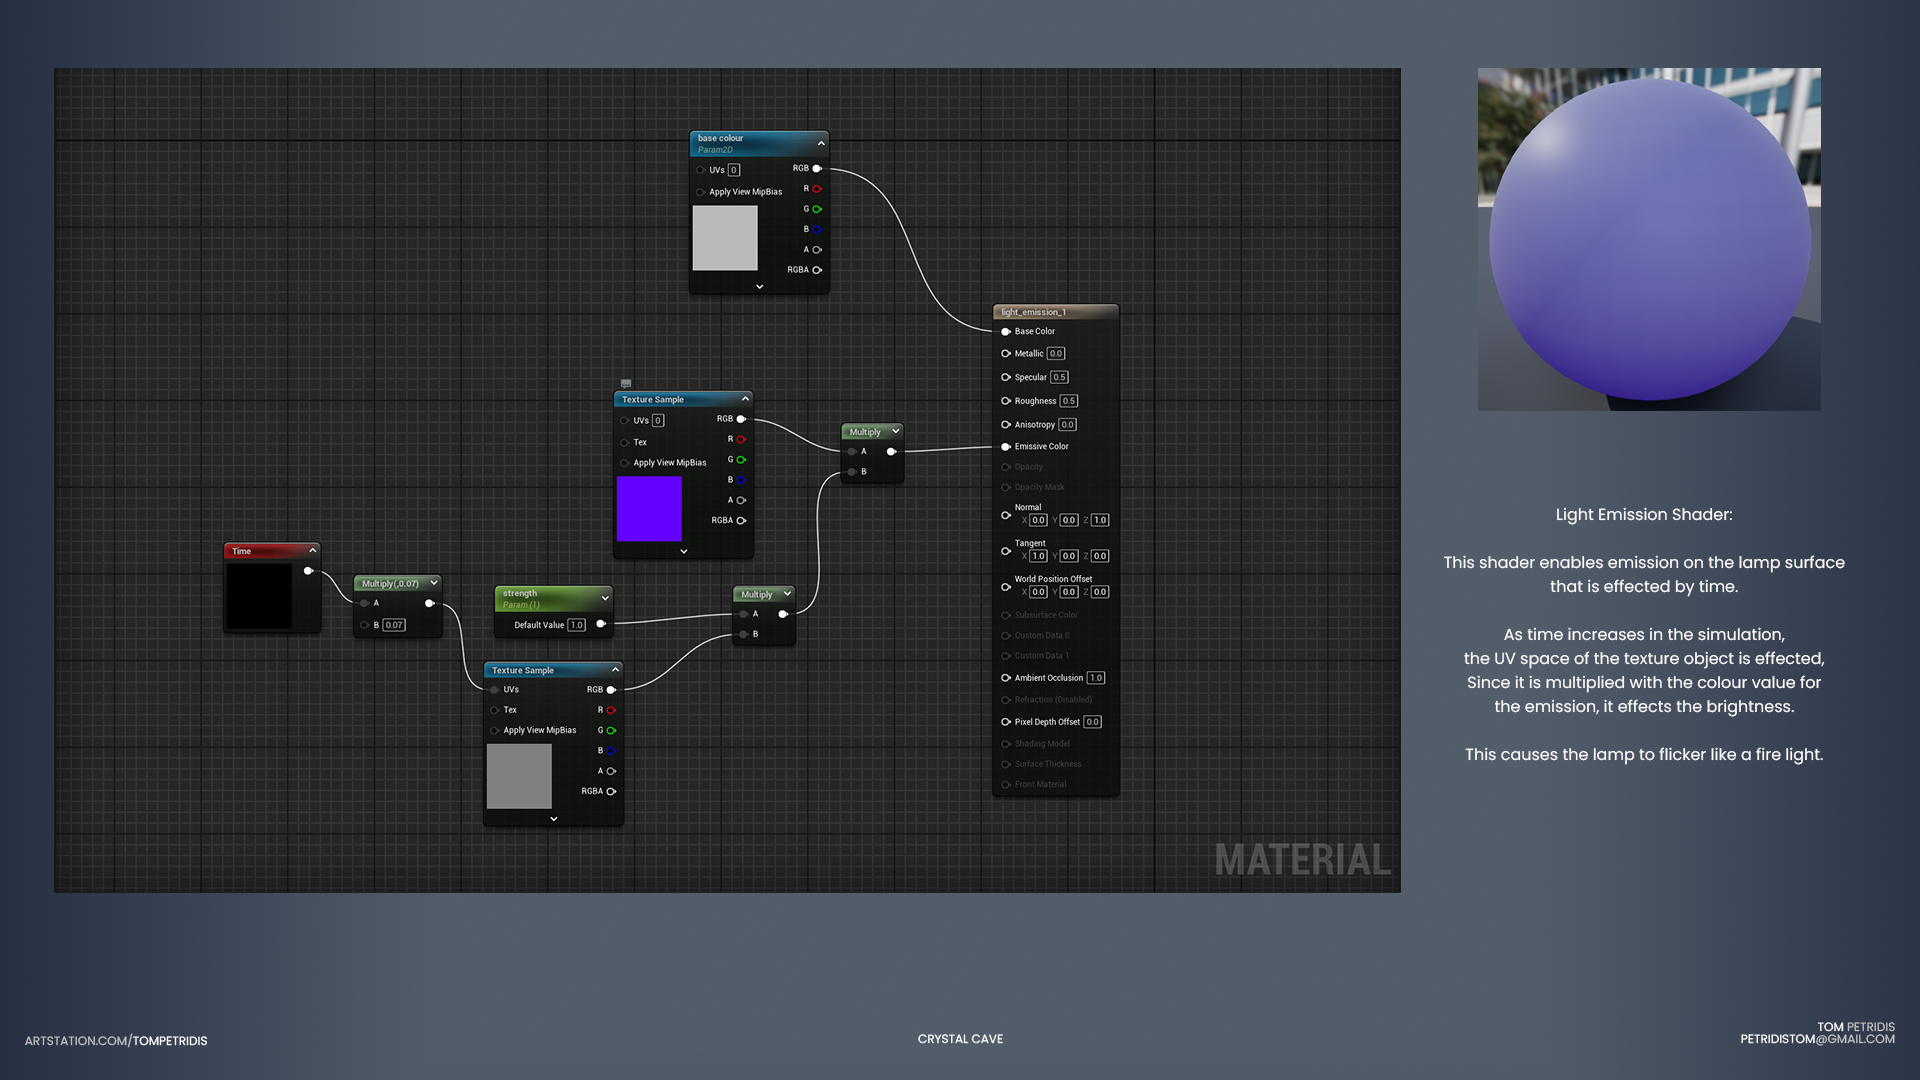 base colour
Param2D
UVs 0
Apply View MipBias
RGB
R
G
B
A
RGBA
light_emission_1
Base Color
Metallic 0.0
Specular 0.5
Roughness 0.5
Anisotropy 0.0
Emissive Color
Opacity
Opacity Mask
Normal
X 0.0 Y 0.0 Z 1.0
Tangent
X 1.0 Y 0.0 Z 0.0
World Position Offset
X 0.0 Y 0.0 Z 0.0
Subsurface Color
Custom Data 0
Custom Data 1
Ambient Occlusion 1.0
Refraction (Disabled)
Pixel Depth Offset 0.0
Shading Model
Surface Thickness
Front Material
Texture Sample
UVs 0
Tex
Apply View MipBias
RGB
R
G
B
A
RGBA
Multiply
A
B
Time
Multiply(,0.07)
A
B 0.07
strength
Param (1)
Default Value 1.0
Multiply
A
B
Texture Sample
UVs
Tex
Apply View MipBias
RGB
R
G
B
A
RGBA
MATERIAL
Light Emission Shader:
This shader enables emission on the lamp surface
that is effected by time.
As time increases in the simulation,
the UV space of the texture object is effected,
Since it is multiplied with the colour value for
the emission, it effects the brightness.
This causes the lamp to flicker like a fire light.
ARTSTATION.COM/TOMPETRIDIS
CRYSTAL CAVE
TOM PETRIDIS
PETRIDISTOM@GMAIL.COM